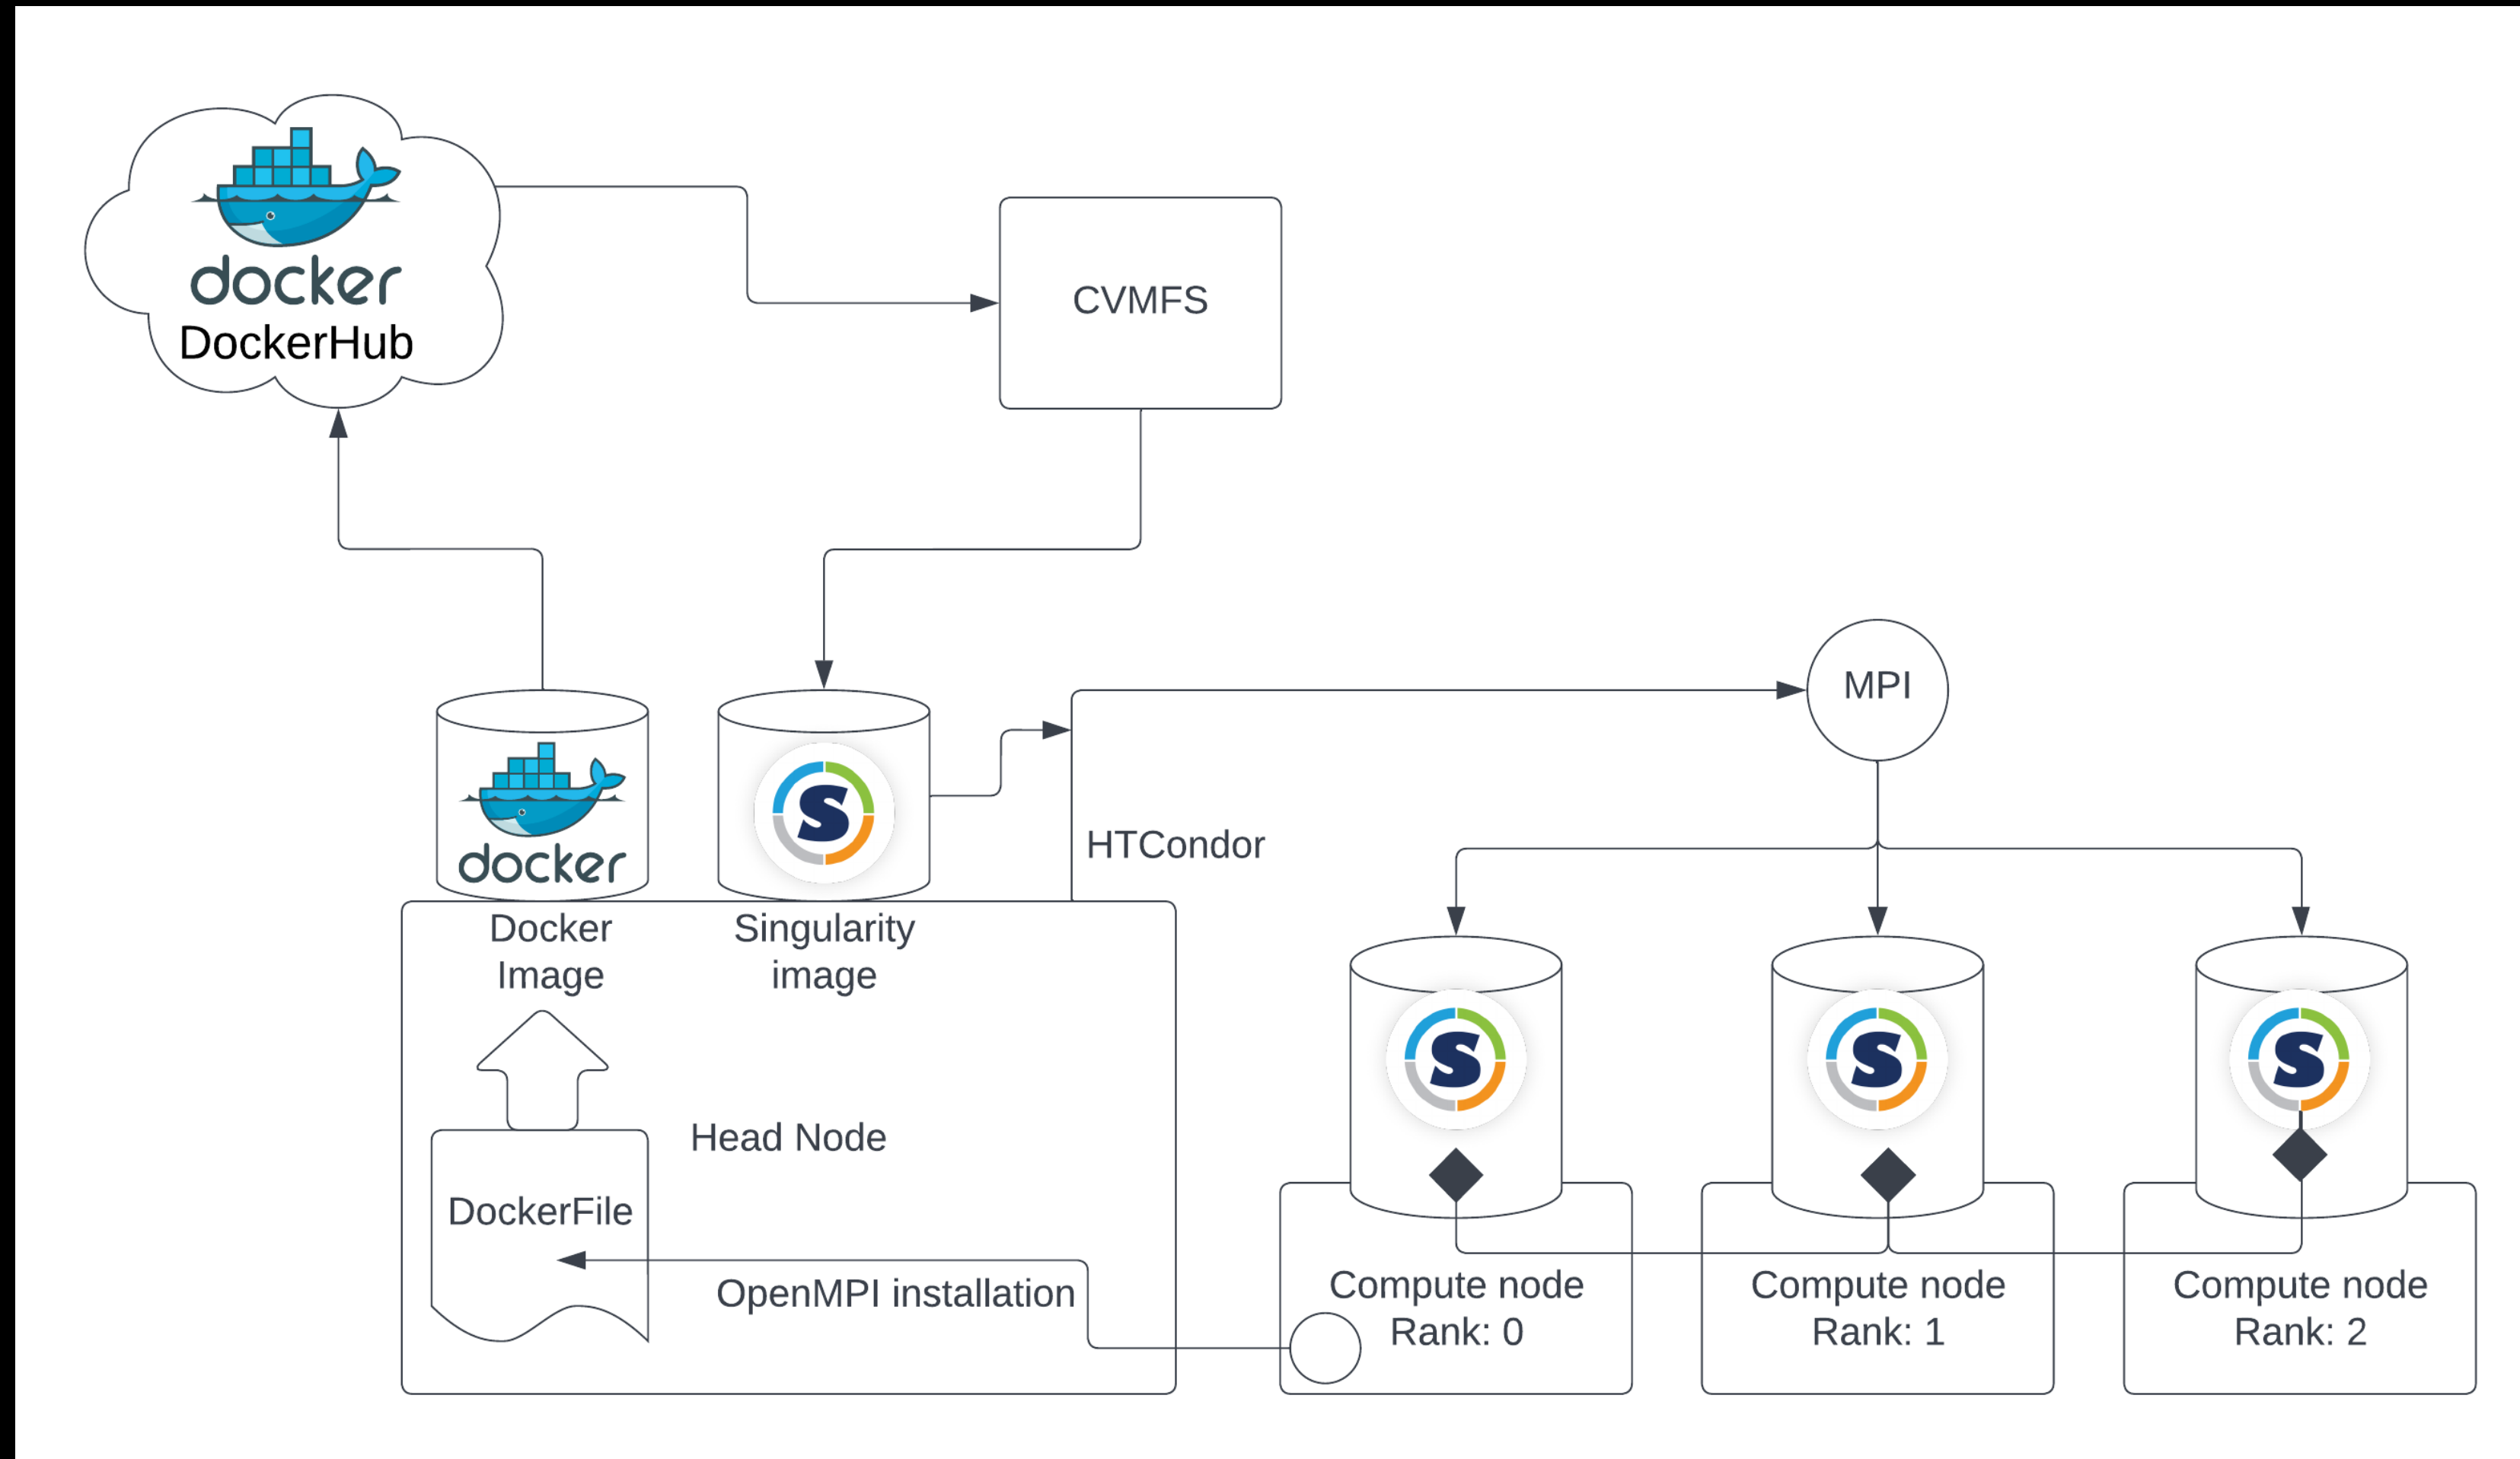 docker
DockerHub
CVMFS
MPI
docker
HTCondor
Docker
Image
Singularity
image
Head Node
DockerFile
OpenMPI installation
Compute node
Rank: 0
Compute node
Rank: 1
Compute node
Rank: 2